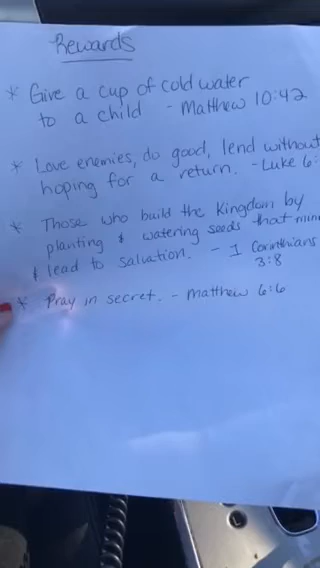 Rewards
* Give a cup of cold water
to a child - Matthew 10:42
* Love enemies, do good, lend without
hoping for a return. - Luke 6:
* Those who build the Kingdom by
planting & watering seeds that
& lead to salvation. - 1 Corinthians
3:8
* Pray in secret. - Matthew 6:6